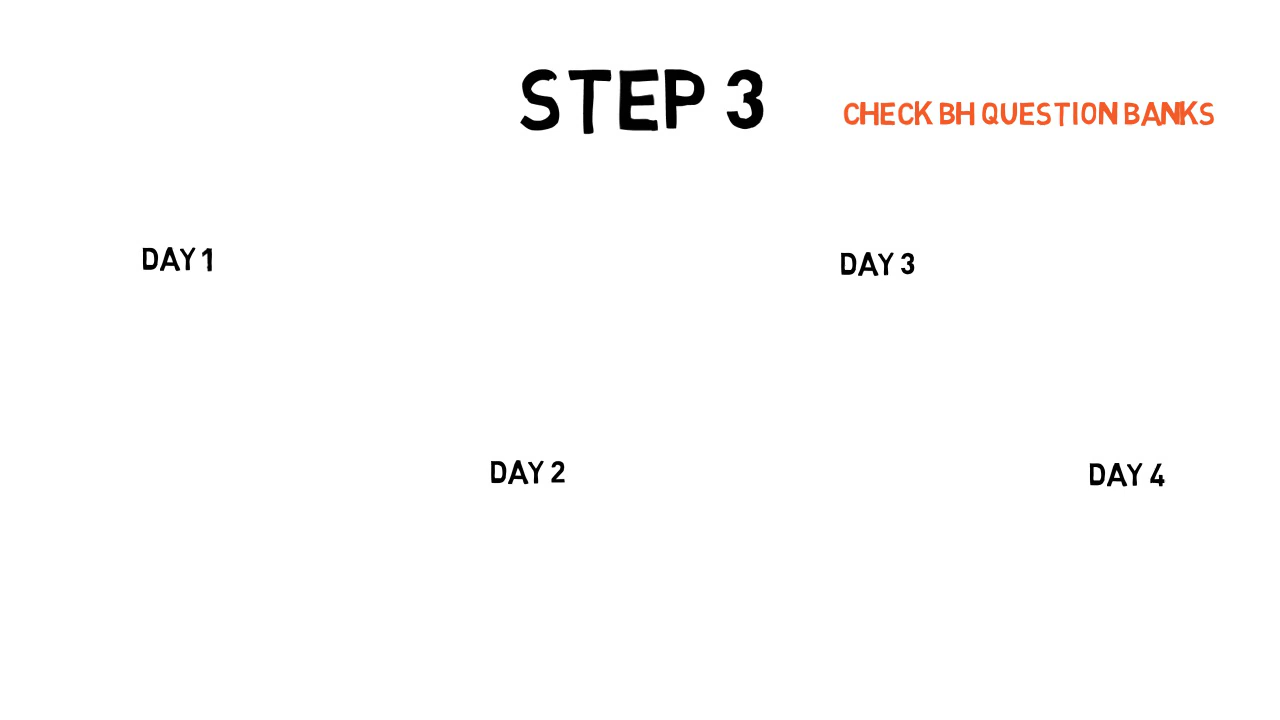 STEP 3
CHECK BH QUESTION BANKS
DAY 1
DAY 3
DAY 2
DAY 4